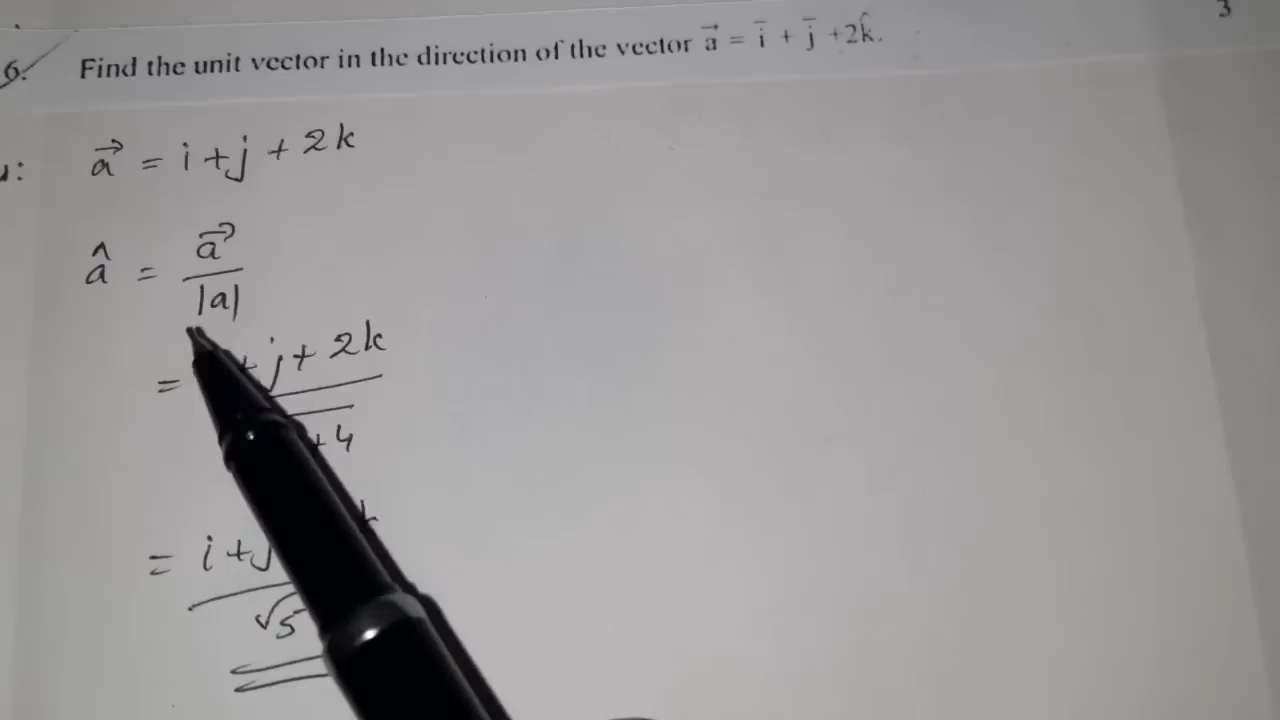 3
6. Find the unit vector in the direction of the vector a⃗ = i̅ + j̅ +2k̂.
a⃗ = i + j + 2k
â = a⃗ / |a|
= + j + 2k
+ 4
= i + j
√5